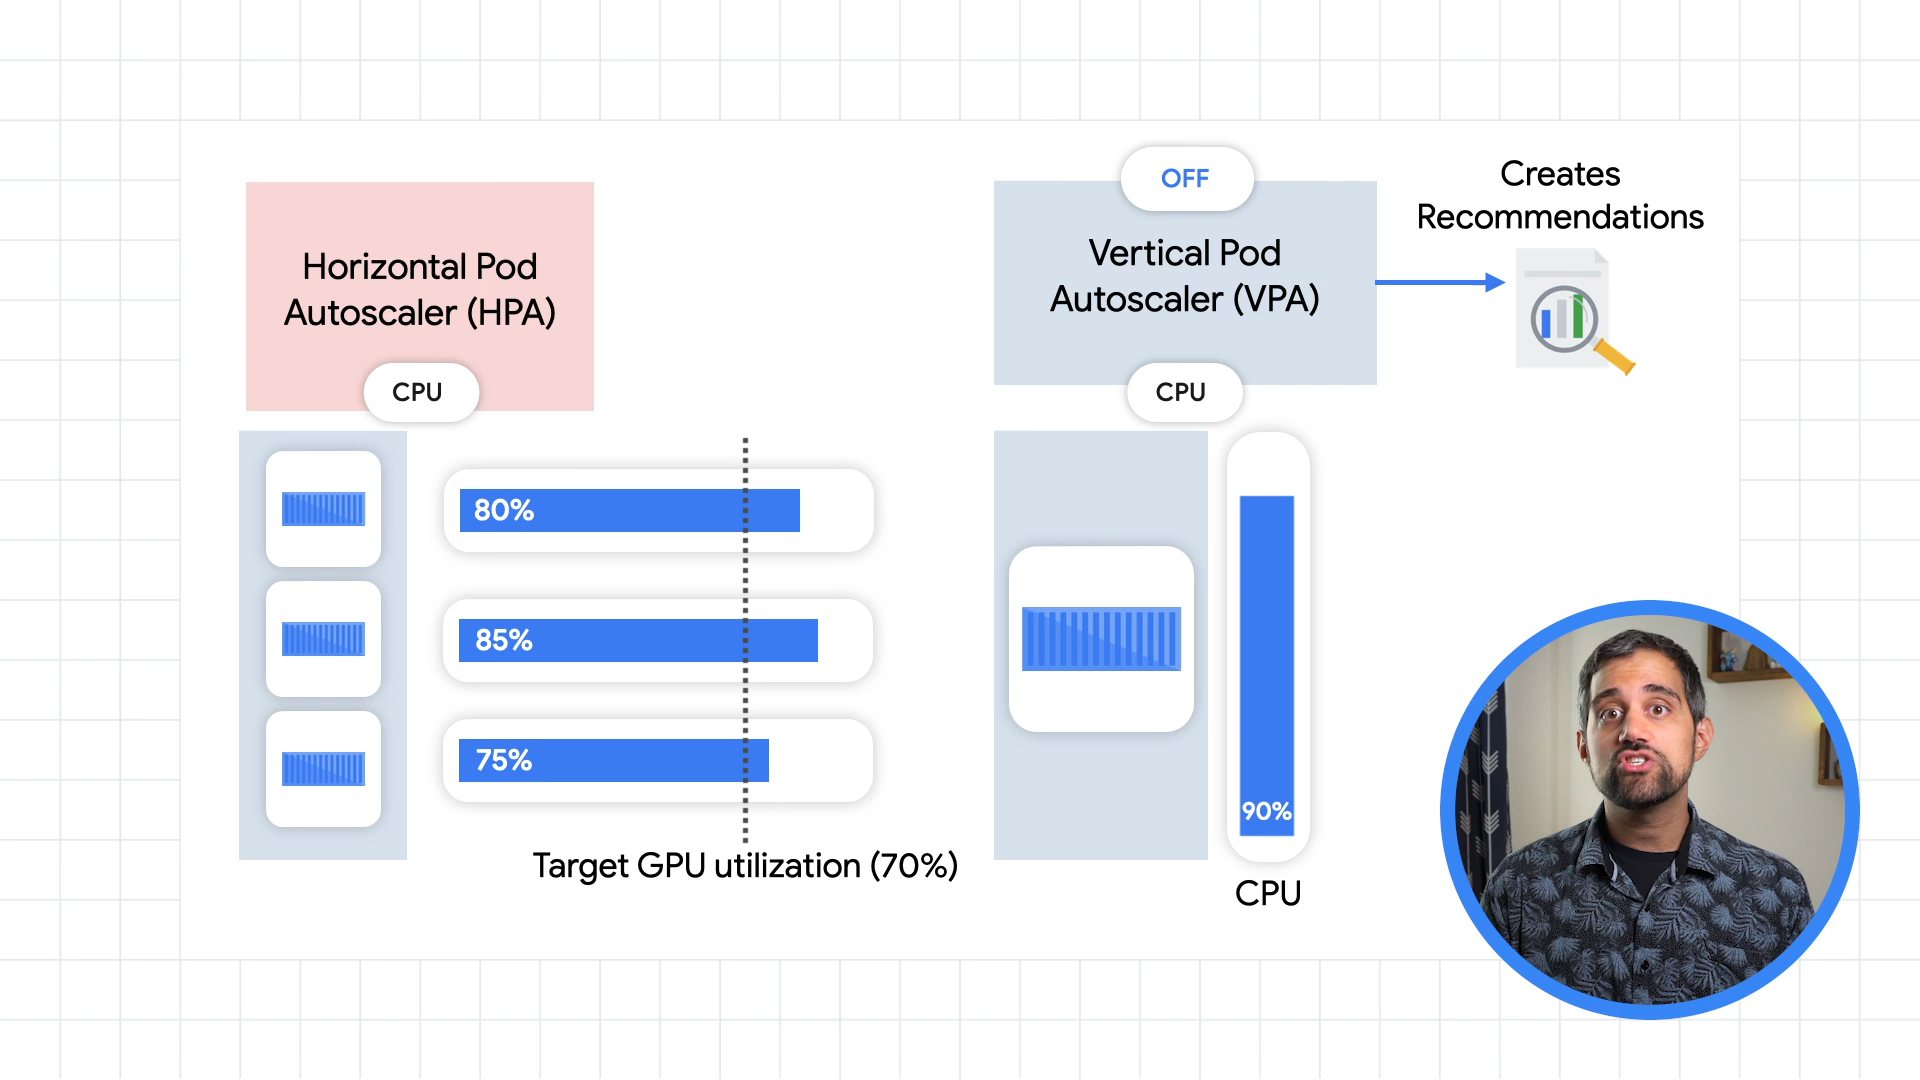 Horizontal Pod
Autoscaler (HPA)
CPU
80%
85%
75%
Target GPU utilization (70%)
OFF
Vertical Pod
Autoscaler (VPA)
CPU
90%
CPU
Creates
Recommendations